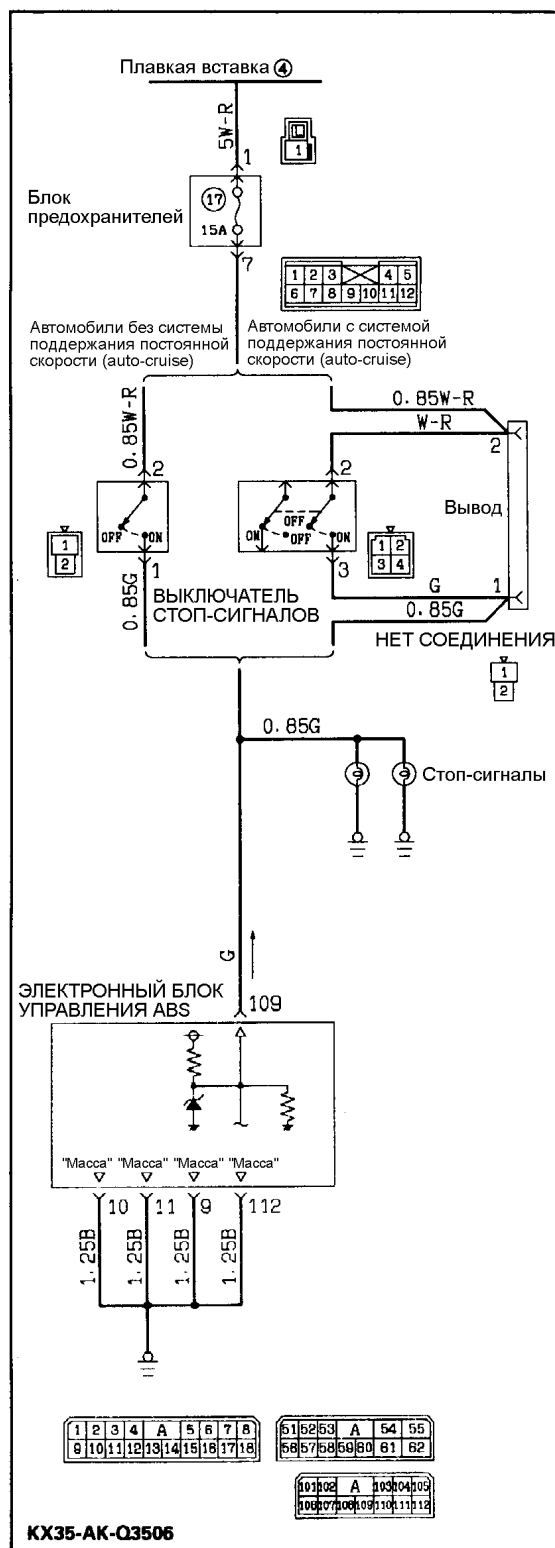 Плавкая вставка ④
5W-R
1
1
Блок
предохранителей
⑰
15A
7
1 2 3 4 5
6 7 8 9 10 11 12
Автомобили без системы
поддержания постоянной
скорости (auto-cruise)
Автомобили с системой
поддержания постоянной
скорости (auto-cruise)
0.85W-R
0.85W-R
W-R
2
2
2
Вывод
OFF
ON
ON
OFF
OFF
ON
1
2
1 2
3 4
1
3
0.85G
ВЫКЛЮЧАТЕЛЬ
СТОП-СИГНАЛОВ
G
1
0.85G
НЕТ СОЕДИНЕНИЯ
1
2
0.85G
Стоп-сигналы
G
ЭЛЕКТРОННЫЙ БЛОК
УПРАВЛЕНИЯ ABS
109
"Масса" "Масса" "Масса" "Масса"
10 11 9 112
1.25B 1.25B 1.25B 1.25B
1 2 3 4 A 5 6 7 8
9 10 11 12 13 14 15 16 17 18
51 52 53 A 54 55
56 57 58 59 60 61 62
101 102 A 103 104 105
106 107 108 109 110 111 112
KX35-AK-Q3506